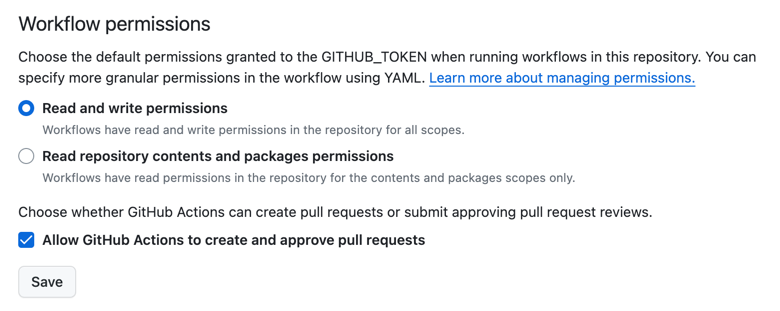 Workflow permissions
Choose the default permissions granted to the GITHUB_TOKEN when running workflows in this repository. You can
specify more granular permissions in the workflow using YAML. Learn more about managing permissions.
Read and write permissions
Workflows have read and write permissions in the repository for all scopes.
Read repository contents and packages permissions
Workflows have read permissions in the repository for the contents and packages scopes only.
Choose whether GitHub Actions can create pull requests or submit approving pull request reviews.
Allow GitHub Actions to create and approve pull requests
Save